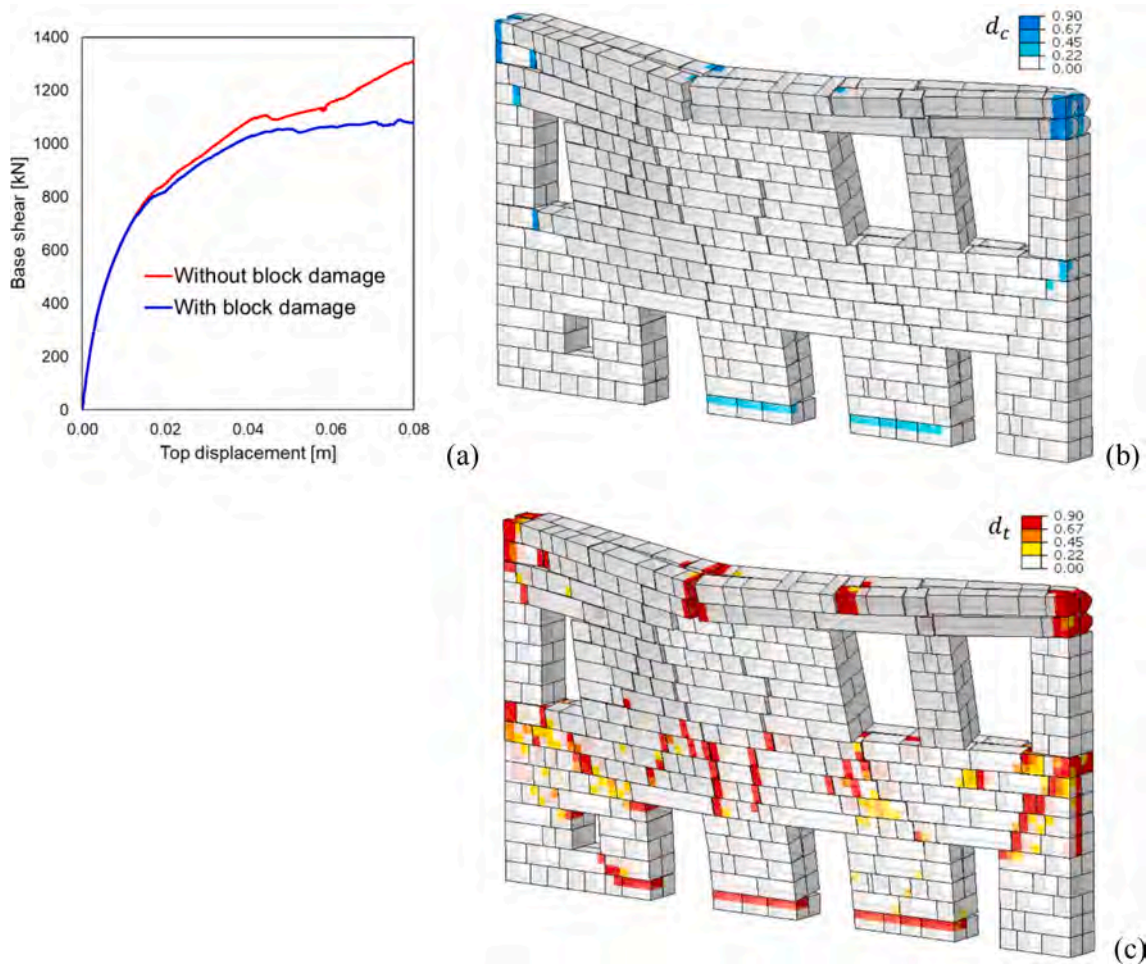 1400
1200
1000
800
600
400
200
0
Base shear [kN]
Without block damage
With block damage
0.00 0.02 0.04 0.06 0.08
Top displacement [m]
(a)
d_c
0.90
0.67
0.45
0.22
0.00
(b)
d_t
0.90
0.67
0.45
0.22
0.00
(c)